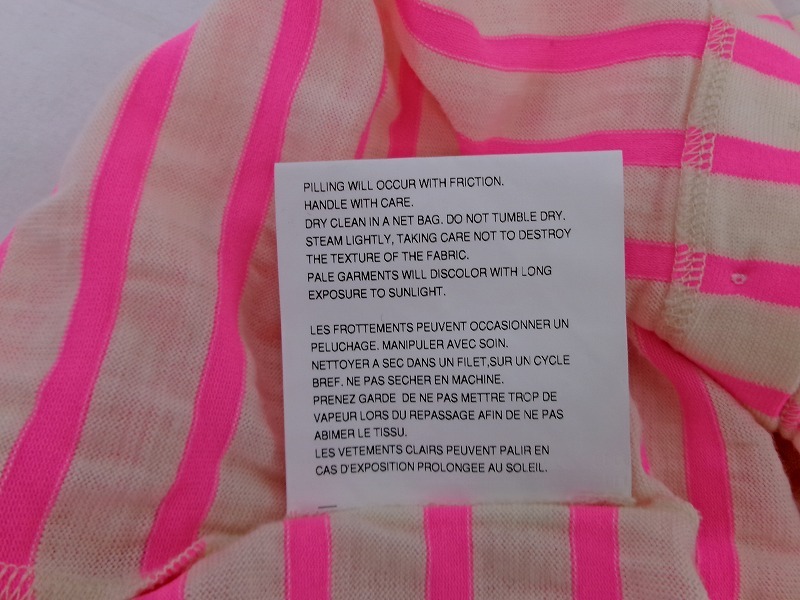 PILLING WILL OCCUR WITH FRICTION.
HANDLE WITH CARE.
DRY CLEAN IN A NET BAG. DO NOT TUMBLE DRY.
STEAM LIGHTLY, TAKING CARE NOT TO DESTROY
THE TEXTURE OF THE FABRIC.
PALE GARMENTS WILL DISCOLOR WITH LONG
EXPOSURE TO SUNLIGHT.
LES FROTTEMENTS PEUVENT OCCASIONNER UN
PELUCHAGE. MANIPULER AVEC SOIN.
NETTOYER A SEC DANS UN FILET,SUR UN CYCLE
BREF. NE PAS SECHER EN MACHINE.
PRENEZ GARDE DE NE PAS METTRE TROP DE
VAPEUR LORS DU REPASSAGE AFIN DE NE PAS
ABIMER LE TISSU.
LES VETEMENTS CLAIRS PEUVENT PALIR EN
CAS D'EXPOSITION PROLONGEE AU SOLEIL.